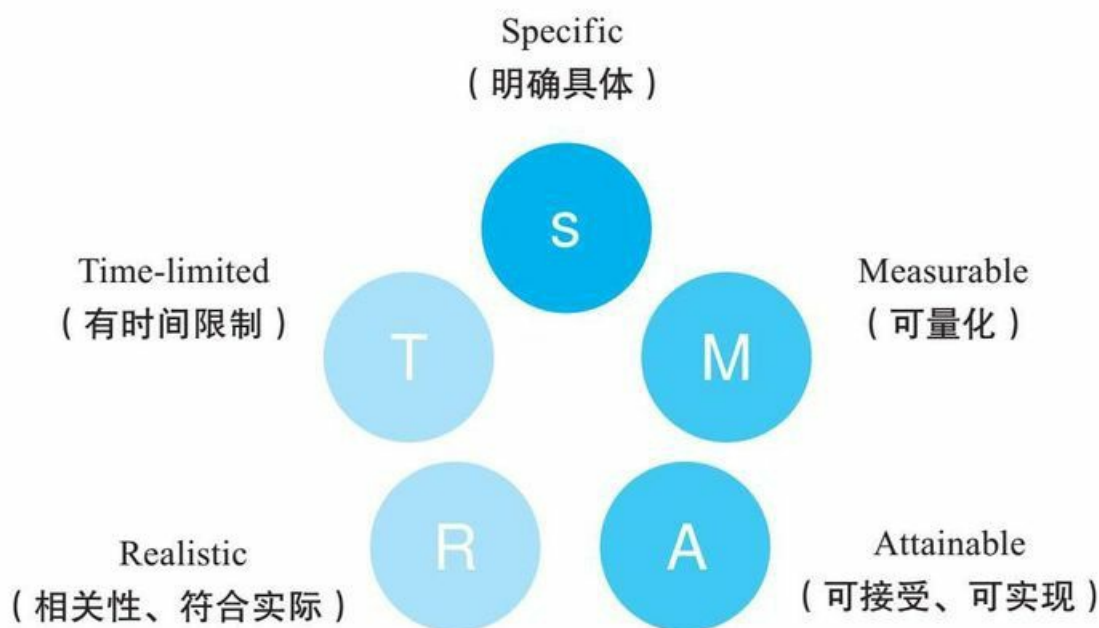 Specific
（明确具体）
S
Time-limited
（有时间限制）
T
Measurable
（可量化）
M
Realistic
（相关性、符合实际）
R
Attainable
（可接受、可实现）
A